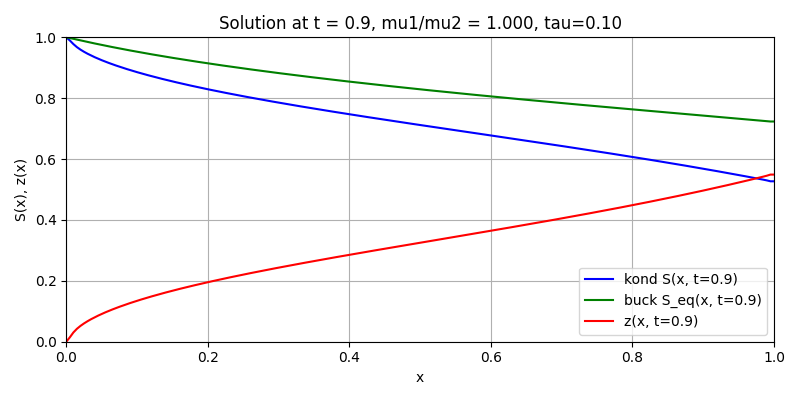 Solution at t = 0.9, mu1/mu2 = 1.000, tau=0.10
S(x), z(x)
1.0
0.8
0.6
0.4
0.2
0.0
0.0 0.2 0.4 0.6 0.8 1.0
x
kond S(x, t=0.9)
buck S_eq(x, t=0.9)
z(x, t=0.9)